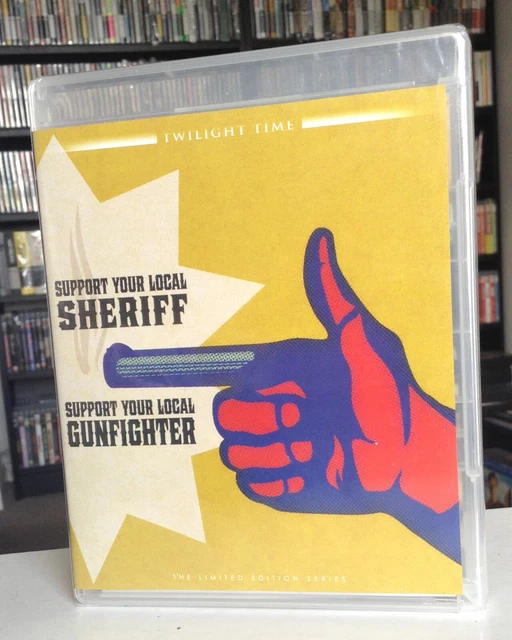 TWILIGHT TIME
SUPPORT YOUR LOCAL
SHERIFF
SUPPORT YOUR LOCAL
GUNFIGHTER
THE LIMITED EDITION SERIES